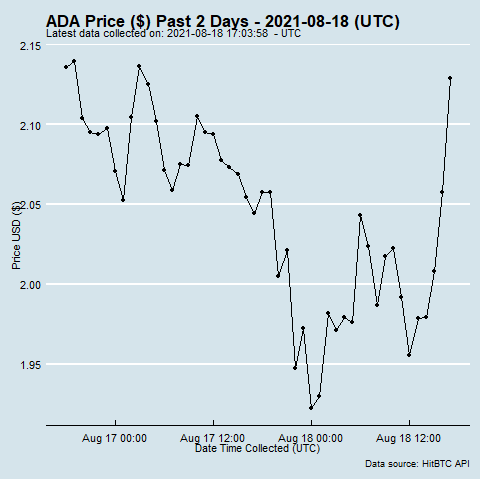 ADA Price ($) Past 2 Days - 2021-08-18 (UTC)
Latest data collected on: 2021-08-18 17:03:58 - UTC
2.15
2.10
2.05
2.00
1.95
Price USD ($)
Aug 17 00:00 Aug 17 12:00 Aug 18 00:00 Aug 18 12:00
Date Time Collected (UTC)
Data source: HitBTC API